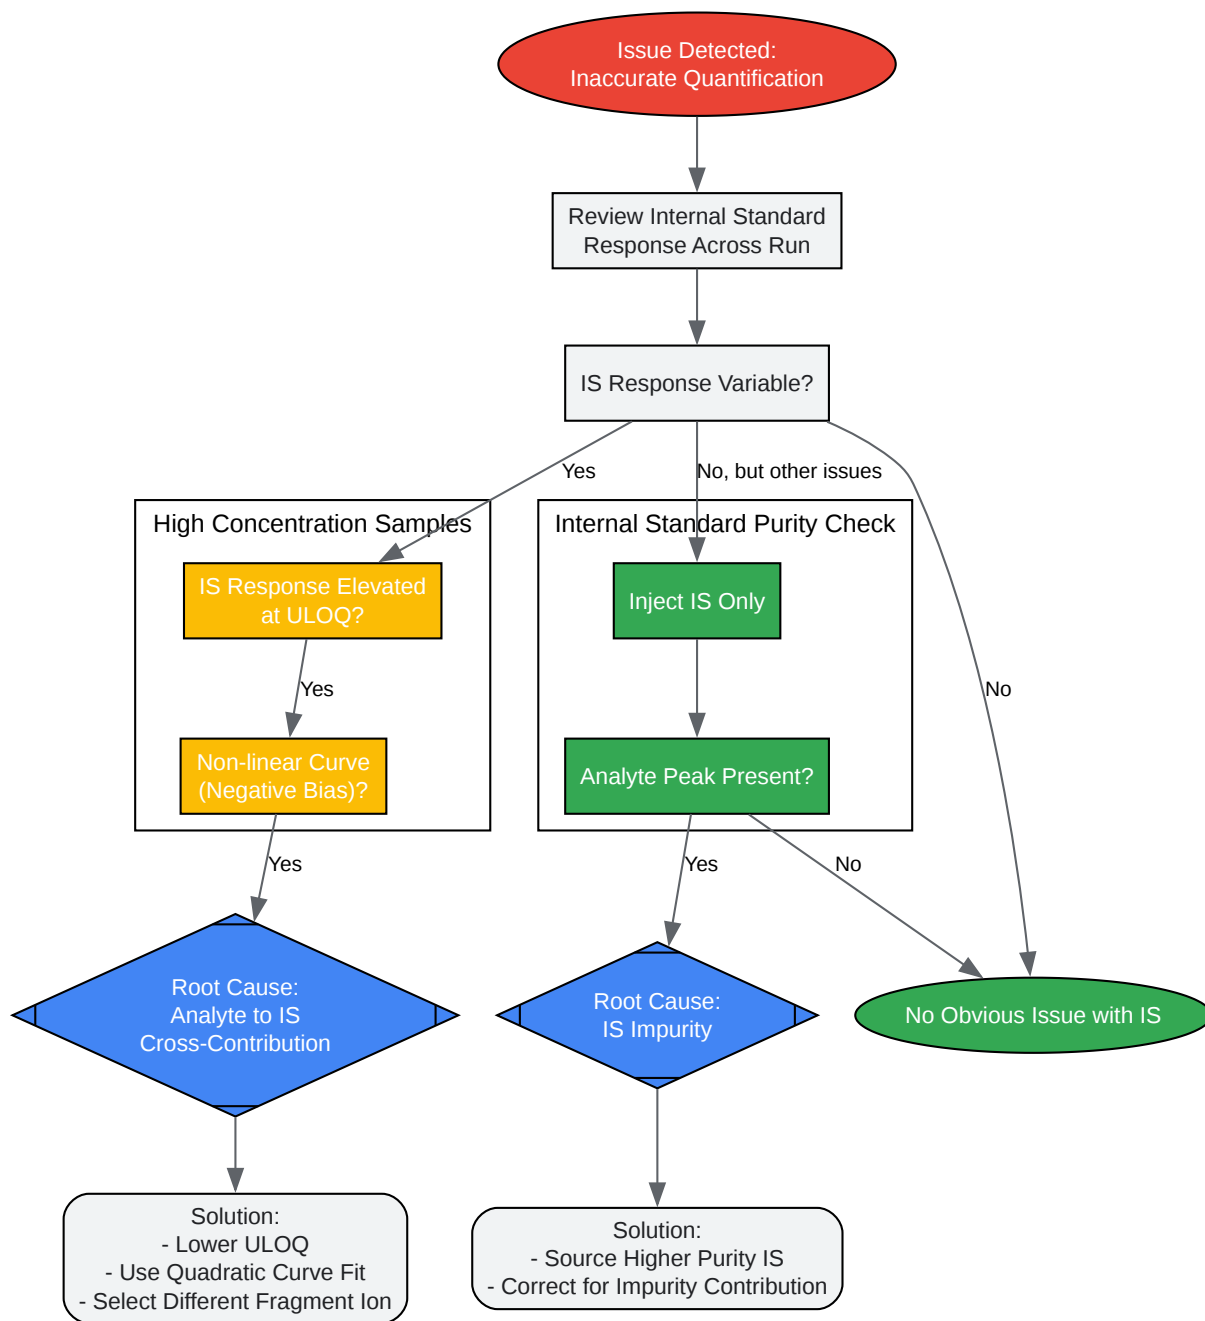 Issue Detected:
Inaccurate Quantification
Review Internal Standard
Response Across Run
IS Response Variable?
Yes
No, but other issues
High Concentration Samples
Internal Standard Purity Check
IS Response Elevated
at ULOQ?
Inject IS Only
Yes
No
Non-linear Curve
(Negative Bias)?
Analyte Peak Present?
Yes
Yes
No
Root Cause:
Analyte to IS
Cross-Contribution
Root Cause:
IS Impurity
No Obvious Issue with IS
Solution:
- Lower ULOQ
- Use Quadratic Curve Fit
- Select Different Fragment Ion
Solution:
- Source Higher Purity IS
- Correct for Impurity Contribution